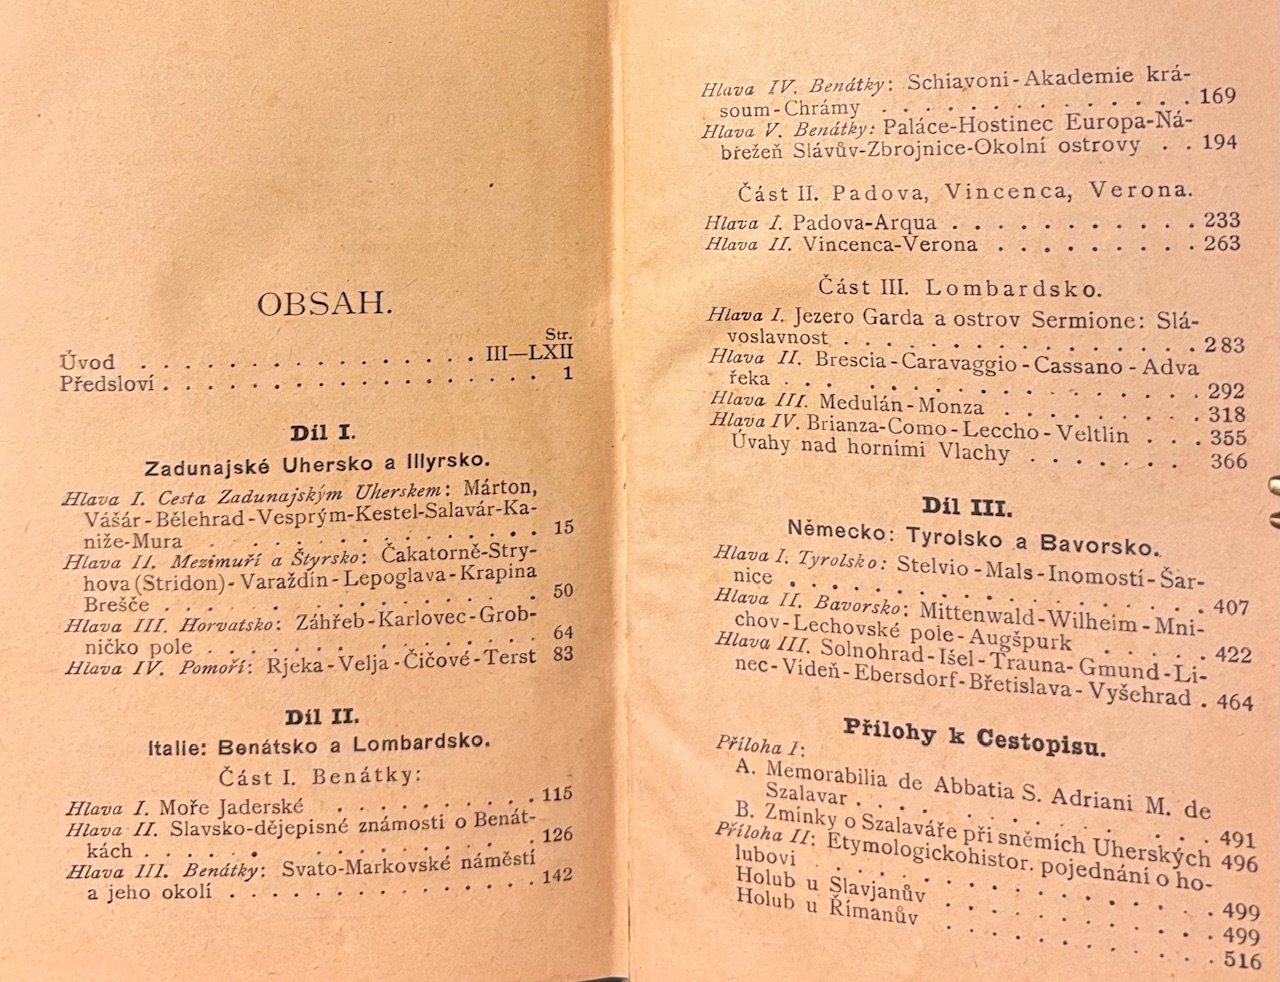 OBSAH.
Str.
Úvod . . . . . . . . . . . . . . . III—LXII
Předsloví . . . . . . . . . . . . . . . . . . 1
Díl I.
Zadunajské Uhersko a Illyrsko.
Hlava I. Cesta Zadunajským Uherskem: Márton,
Vášár-Bělehrad-Vesprým-Kestel-Salavár-Ka-
niže-Mura . . . . . . . . . . . . . 15
Hlava II. Mezimuří a Štyrsko: Čakatorně-Stry-
hova (Stridon)-Varaždín-Lepoglava-Krapina
Brešče . . . . . . . . . . . . . . 50
Hlava III. Horvatsko: Záhřeb-Karlovec-Grob-
ničko pole . . . . . . . . . . . . 64
Hlava IV. Pomoří: Rjeka-Velja-Čičové-Terst 83
Díl II.
Italie: Benátsko a Lombardsko.
Část I. Benátky:
Hlava I. Moře Jaderské . . . . . . . . . 115
Hlava II. Slavsko-dějepisné známosti o Benát-
kách . . . . . . . . . . . . . . . 126
Hlava III. Benátky: Svato-Markovské náměstí
a jeho okolí . . . . . . . . . . . . . 142
Hlava IV. Benátky: Schiavoni-Akademie krá-
soum-Chrámy . . . . . . . . . . . . . 169
Hlava V. Benátky: Paláce-Hostinec Europa-Ná-
břežeň Slávův-Zbrojnice-Okolní ostrovy . . 194
Část II. Padova, Vincenca, Verona.
Hlava I. Padova-Arqua . . . . . . . . . . . 233
Hlava II. Vincenca-Verona . . . . . . . . . 263
Část III. Lombardsko.
Hlava I. Jezero Garda a ostrov Sermione: Slá-
voslavnost . . . . . . . . . . . . . 283
Hlava II. Brescia-Caravaggio-Cassano-Adva
řeka . . . . . . . . . . . . . . . 292
Hlava III. Medulán-Monza . . . . . . . . 318
Hlava IV. Brianza-Como-Leccho-Veltlin . . . 355
Úvahy nad horními Vlachy . . . . . . . 366
Díl III.
Německo: Tyrolsko a Bavorsko.
Hlava I. Tyrolsko: Stelvio-Mals-Inomostí-Šar-
nice . . . . . . . . . . . . . . . 407
Hlava II. Bavorsko: Mittenwald-Wilheim-Mni-
chov-Lechovské pole-Augšpurk . . . . . 422
Hlava III. Solnohrad-Išel-Trauna-Gmund-Li-
nec-Videň-Ebersdorf-Břetislava-Vyšehrad . 464
Přílohy k Cestopisu.
Příloha I:
A. Memorabilia de Abbatia S. Adriani M. de
Szalavar . . . . . . . . . . . . . . 491
B. Zmínky o Szalaváře při sněmích Uherských 496
Příloha II: Etymologickohistor. pojednání o ho-
lubovi . . . . . . . . . . . . . . . 499
Holub u Slavjanův . . . . . . . . . . . 499
Holub u Římanův . . . . . . . . . . . 516